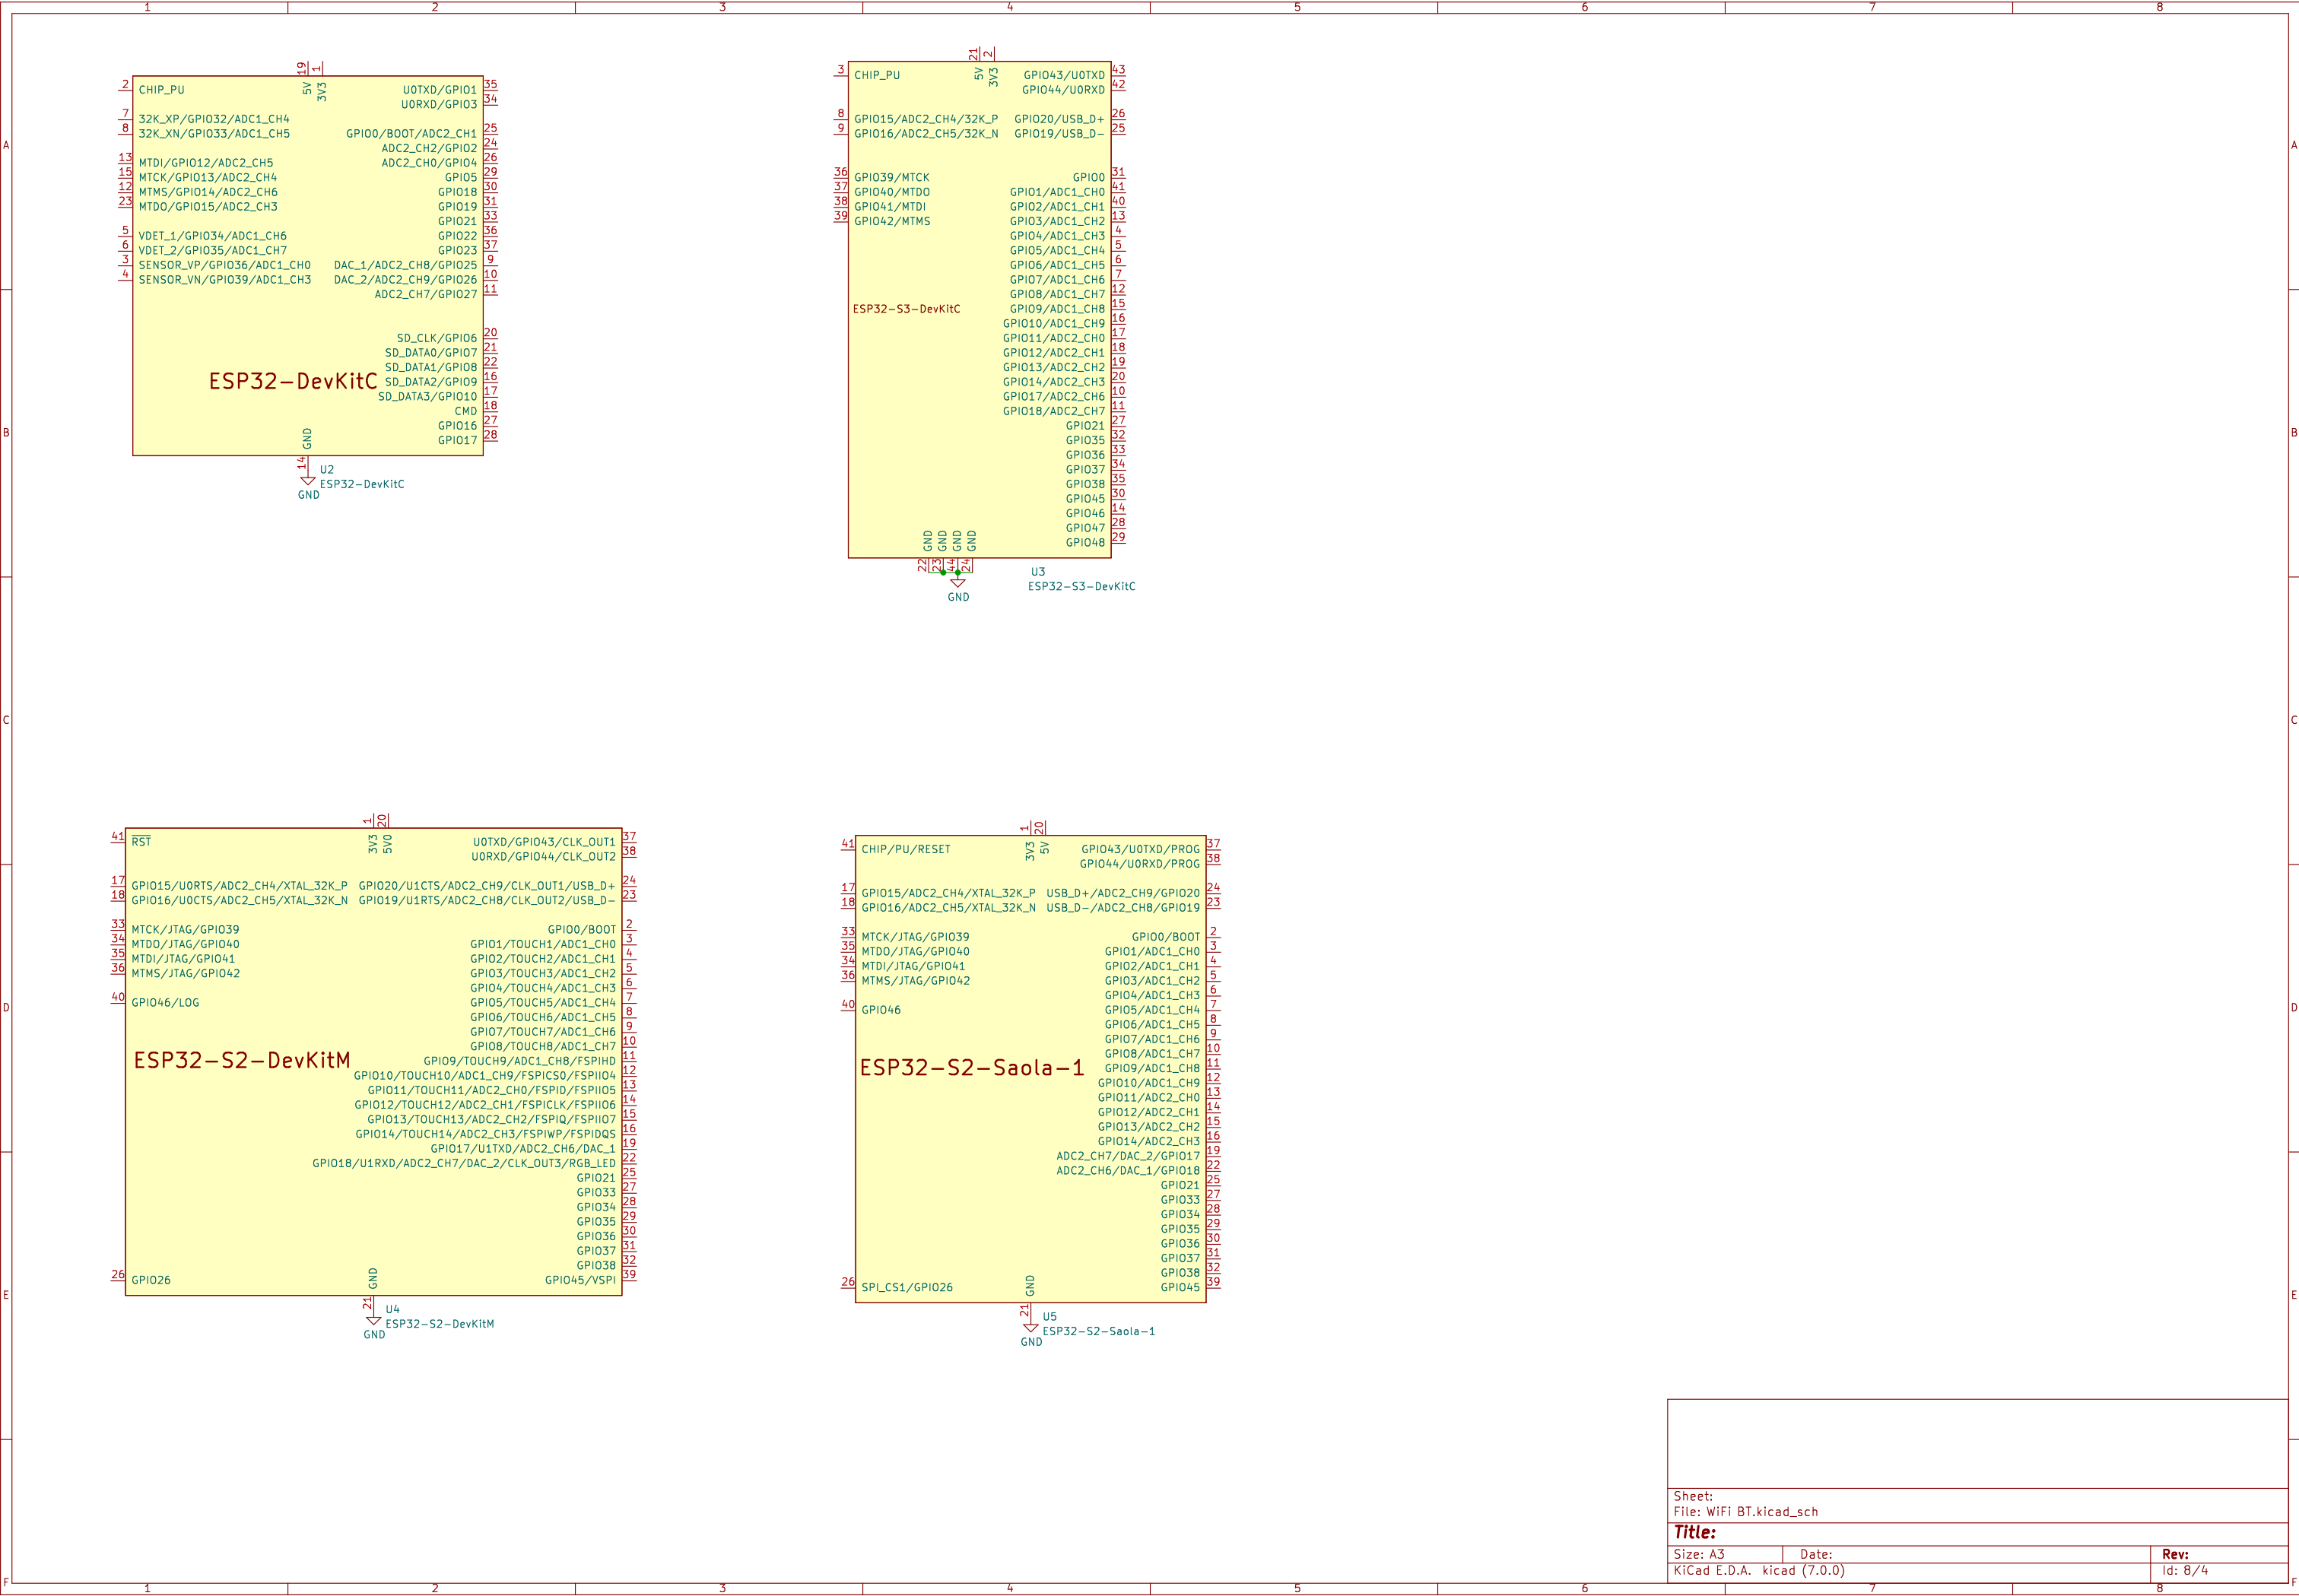 1 2 3 4 5 6 7 8
A
B
C
D
E
F
19 1
5V 3V3
2 CHIP_PU U0TXD/GPIO1 35
U0RXD/GPIO3 34
7 32K_XP/GPIO32/ADC1_CH4
8 32K_XN/GPIO33/ADC1_CH5 GPIO0/BOOT/ADC2_CH1 25
ADC2_CH2/GPIO2 24
13 MTDI/GPIO12/ADC2_CH5 ADC2_CH0/GPIO4 26
15 MTCK/GPIO13/ADC2_CH4 GPIO5 29
12 MTMS/GPIO14/ADC2_CH6 GPIO18 30
23 MTDO/GPIO15/ADC2_CH3 GPIO19 31
GPIO21 33
5 VDET_1/GPIO34/ADC1_CH6 GPIO22 36
6 VDET_2/GPIO35/ADC1_CH7 GPIO23 37
3 SENSOR_VP/GPIO36/ADC1_CH0 DAC_1/ADC2_CH8/GPIO25 9
4 SENSOR_VN/GPIO39/ADC1_CH3 DAC_2/ADC2_CH9/GPIO26 10
ADC2_CH7/GPIO27 11
SD_CLK/GPIO6 20
SD_DATA0/GPIO7 21
SD_DATA1/GPIO8 22
ESP32-DevKitC SD_DATA2/GPIO9 16
SD_DATA3/GPIO10 17
CMD 18
GPIO16 27
GND GPIO17 28
14 U2
ESP32-DevKitC
GND
21 2
5V 3V3
3 CHIP_PU GPIO43/U0TXD 43
GPIO44/U0RXD 42
8 GPIO15/ADC2_CH4/32K_P GPIO20/USB_D+ 26
9 GPIO16/ADC2_CH5/32K_N GPIO19/USB_D- 25
36 GPIO39/MTCK GPIO0 31
37 GPIO40/MTDO GPIO1/ADC1_CH0 41
38 GPIO41/MTDI GPIO2/ADC1_CH1 40
39 GPIO42/MTMS GPIO3/ADC1_CH2 13
GPIO4/ADC1_CH3 4
GPIO5/ADC1_CH4 5
GPIO6/ADC1_CH5 6
GPIO7/ADC1_CH6 7
GPIO8/ADC1_CH7 12
ESP32-S3-DevKitC GPIO9/ADC1_CH8 15
GPIO10/ADC1_CH9 16
GPIO11/ADC2_CH0 17
GPIO12/ADC2_CH1 18
GPIO13/ADC2_CH2 19
GPIO14/ADC2_CH3 20
GPIO17/ADC2_CH6 10
GPIO18/ADC2_CH7 11
GPIO21 27
GPIO35 32
GPIO36 33
GPIO37 34
GPIO38 35
GPIO45 30
GPIO46 14
GPIO47 28
GND GND GND GND GPIO48 29
22 23 44 24 U3
ESP32-S3-DevKitC
GND
1 20
3V3 5V0
41 RST U0TXD/GPIO43/CLK_OUT1 37
U0RXD/GPIO44/CLK_OUT2 38
17 GPIO15/U0RTS/ADC2_CH4/XTAL_32K_P GPIO20/U1CTS/ADC2_CH9/CLK_OUT1/USB_D+ 24
18 GPIO16/U0CTS/ADC2_CH5/XTAL_32K_N GPIO19/U1RTS/ADC2_CH8/CLK_OUT2/USB_D- 23
33 MTCK/JTAG/GPIO39 GPIO0/BOOT 2
34 MTDO/JTAG/GPIO40 GPIO1/TOUCH1/ADC1_CH0 3
35 MTDI/JTAG/GPIO41 GPIO2/TOUCH2/ADC1_CH1 4
36 MTMS/JTAG/GPIO42 GPIO3/TOUCH3/ADC1_CH2 5
GPIO4/TOUCH4/ADC1_CH3 6
40 GPIO46/LOG GPIO5/TOUCH5/ADC1_CH4 7
GPIO6/TOUCH6/ADC1_CH5 8
GPIO7/TOUCH7/ADC1_CH6 9
GPIO8/TOUCH8/ADC1_CH7 10
ESP32-S2-DevKitM GPIO9/TOUCH9/ADC1_CH8/FSPIHD 11
GPIO10/TOUCH10/ADC1_CH9/FSPICS0/FSPIIO4 12
GPIO11/TOUCH11/ADC2_CH0/FSPID/FSPIIO5 13
GPIO12/TOUCH12/ADC2_CH1/FSPICLK/FSPIIO6 14
GPIO13/TOUCH13/ADC2_CH2/FSPIQ/FSPIIO7 15
GPIO14/TOUCH14/ADC2_CH3/FSPIWP/FSPIDQS 16
GPIO17/U1TXD/ADC2_CH6/DAC_1 19
GPIO18/U1RXD/ADC2_CH7/DAC_2/CLK_OUT3/RGB_LED 22
GPIO21 25
GPIO33 27
GPIO34 28
GPIO35 29
GPIO36 30
GPIO37 31
GPIO38 32
26 GPIO26 GND GPIO45/VSPI 39
21 U4
ESP32-S2-DevKitM
GND
1 20
3V3 5V
41 CHIP/PU/RESET GPIO43/U0TXD/PROG 37
GPIO44/U0RXD/PROG 38
17 GPIO15/ADC2_CH4/XTAL_32K_P USB_D+/ADC2_CH9/GPIO20 24
18 GPIO16/ADC2_CH5/XTAL_32K_N USB_D-/ADC2_CH8/GPIO19 23
33 MTCK/JTAG/GPIO39 GPIO0/BOOT 2
35 MTDO/JTAG/GPIO40 GPIO1/ADC1_CH0 3
34 MTDI/JTAG/GPIO41 GPIO2/ADC1_CH1 4
36 MTMS/JTAG/GPIO42 GPIO3/ADC1_CH2 5
GPIO4/ADC1_CH3 6
40 GPIO46 GPIO5/ADC1_CH4 7
GPIO6/ADC1_CH5 8
GPIO7/ADC1_CH6 9
GPIO8/ADC1_CH7 10
ESP32-S2-Saola-1 GPIO9/ADC1_CH8 11
GPIO10/ADC1_CH9 12
GPIO11/ADC2_CH0 13
GPIO12/ADC2_CH1 14
GPIO13/ADC2_CH2 15
GPIO14/ADC2_CH3 16
ADC2_CH7/DAC_2/GPIO17 19
ADC2_CH6/DAC_1/GPIO18 22
GPIO21 25
GPIO33 27
GPIO34 28
GPIO35 29
GPIO36 30
GPIO37 31
GPIO38 32
26 SPI_CS1/GPIO26 GND GPIO45 39
21 U5
ESP32-S2-Saola-1
GND
A
B
C
D
E
F
Sheet:
File: WiFi BT.kicad_sch
Title:
Size: A3 Date: Rev:
KiCad E.D.A. kicad (7.0.0) Id: 8/4
1 2 3 4 5 6 7 8